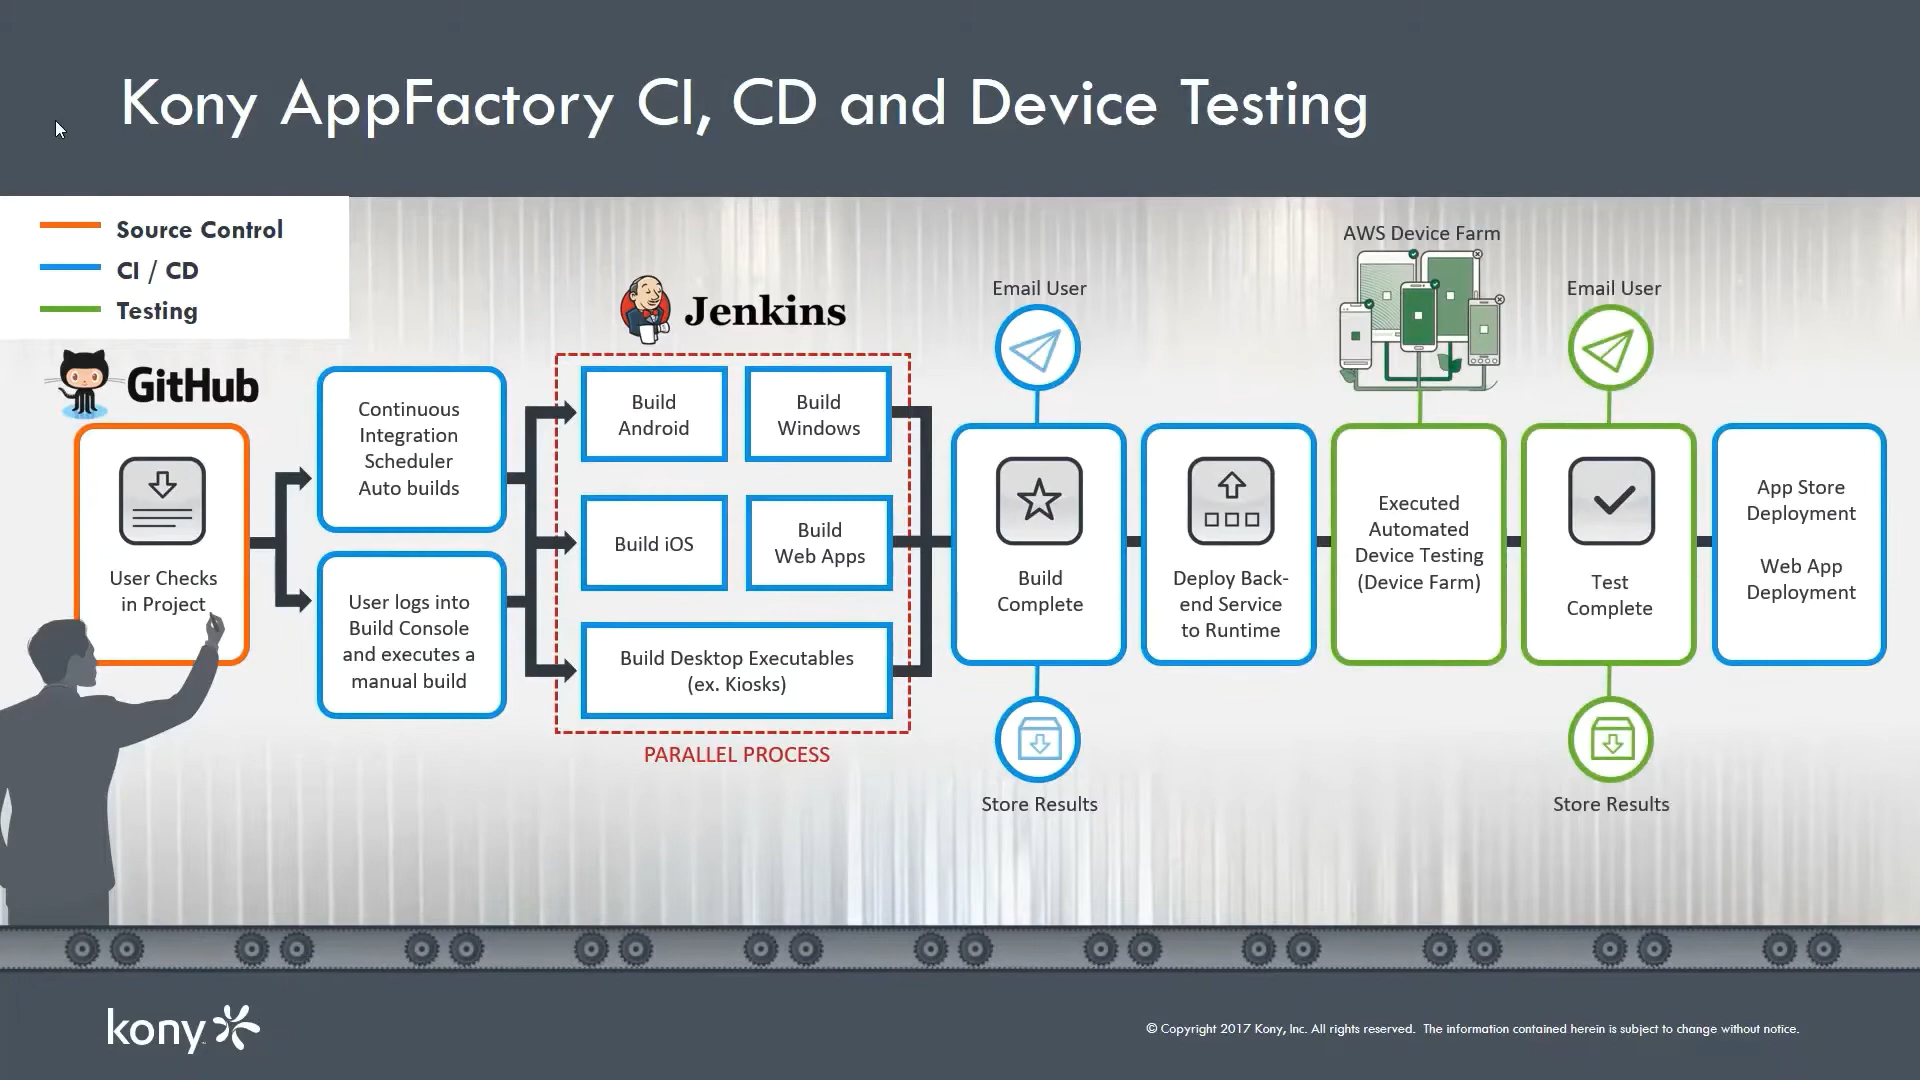 Kony AppFactory CI, CD and Device Testing
Source Control
CI / CD
Testing
GitHub
User Checks
in Project
Continuous
Integration
Scheduler
Auto builds
User logs into
Build Console
and executes a
manual build
Jenkins
Build
Android
Build
Windows
Build iOS
Build
Web Apps
Build Desktop Executables
(ex. Kiosks)
PARALLEL PROCESS
Email User
Build
Complete
Store Results
Deploy Back-
end Service
to Runtime
AWS Device Farm
Executed
Automated
Device Testing
(Device Farm)
Email User
Test
Complete
Store Results
App Store
Deployment
Web App
Deployment
kony
© Copyright 2017 Kony, Inc. All rights reserved. The information contained herein is subject to change without notice.